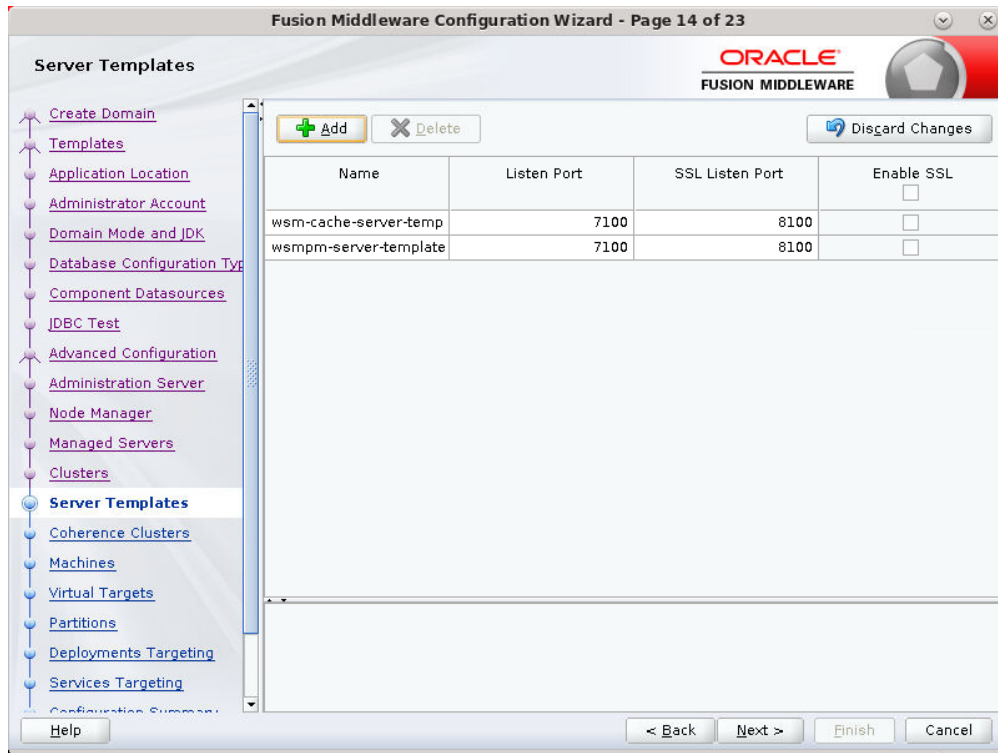 Fusion Middleware Configuration Wizard - Page 14 of 23
Server Templates
ORACLE
FUSION MIDDLEWARE
Create Domain
Templates
Application Location
Administrator Account
Domain Mode and JDK
Database Configuration Typ
Component Datasources
JDBC Test
Advanced Configuration
Administration Server
Node Manager
Managed Servers
Clusters
Server Templates
Coherence Clusters
Machines
Virtual Targets
Partitions
Deployments Targeting
Services Targeting
Configuration Summary
Add Delete Discard Changes
Name Listen Port SSL Listen Port Enable SSL
wsm-cache-server-temp 7100 8100
wsmpm-server-template 7100 8100
Help < Back Next > Finish Cancel